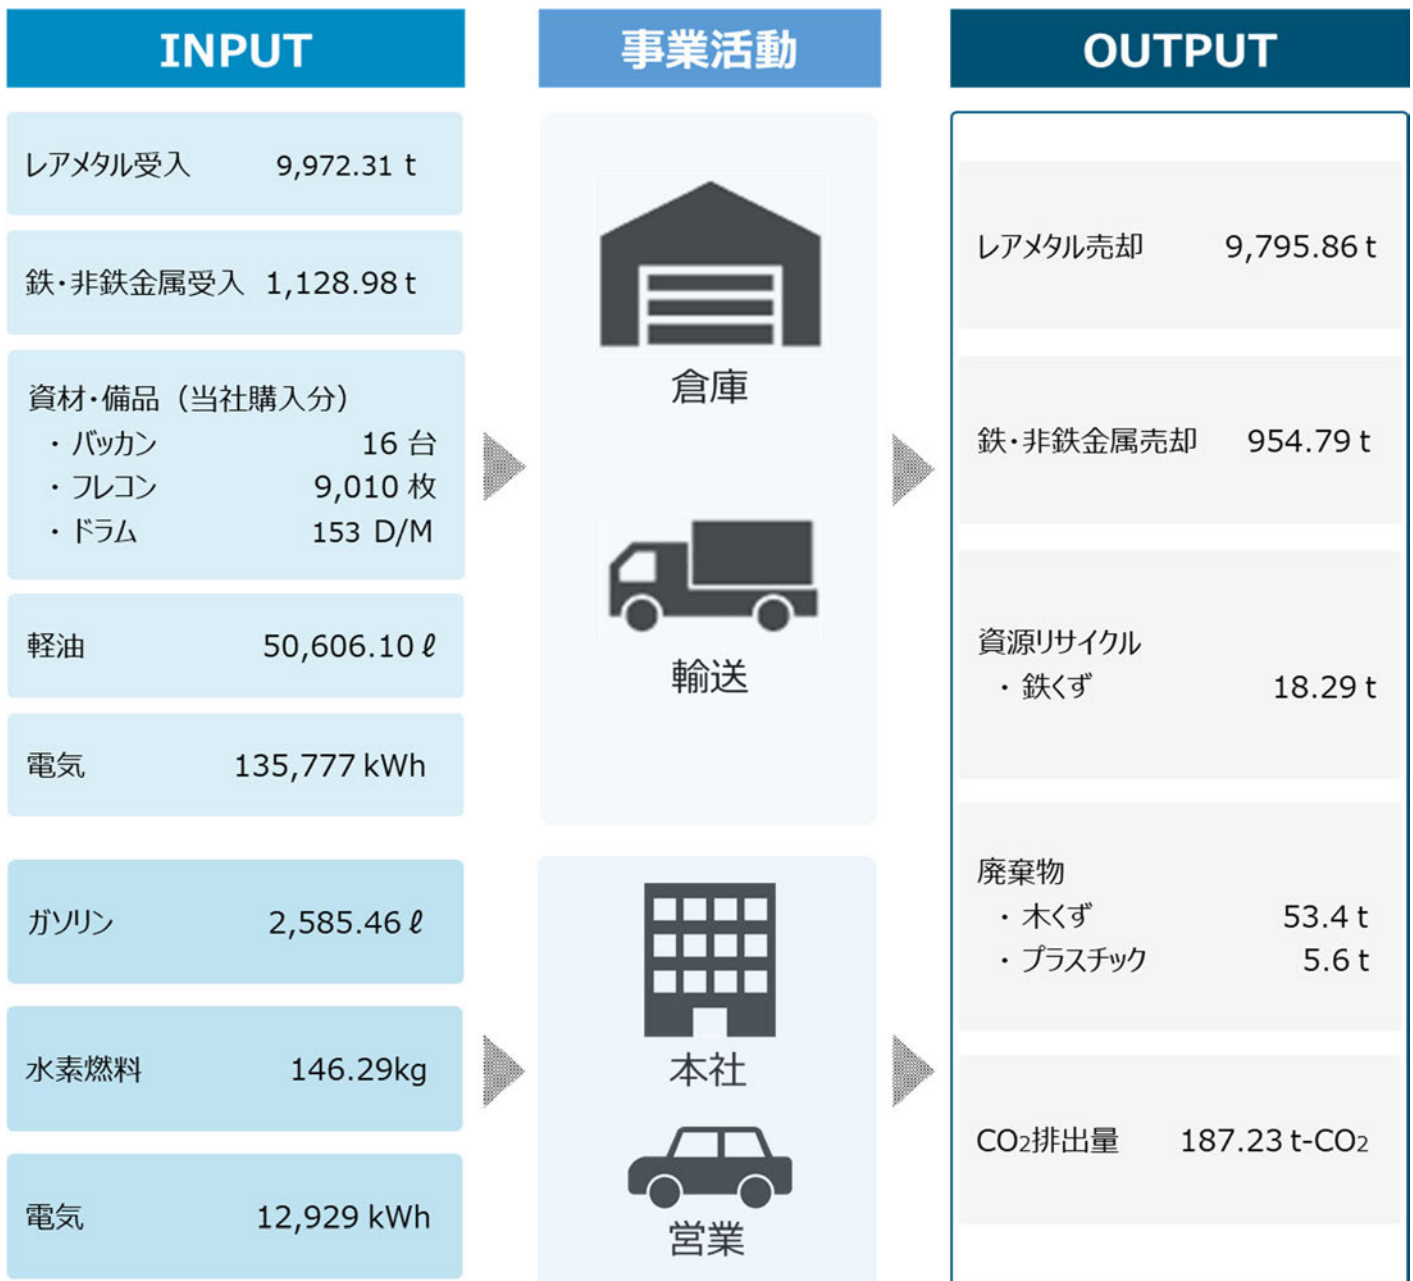 INPUT
事業活動
OUTPUT
レアメタル受入 9,972.31 t
鉄・非鉄金属受入 1,128.98 t
資材・備品（当社購入分）
・ バッカン 16 台
・ フレコン 9,010 枚
・ ドラム 153 D/M
軽油 50,606.10 ℓ
電気 135,777 kWh
ガソリン 2,585.46 ℓ
水素燃料 146.29kg
電気 12,929 kWh
倉庫
輸送
本社
営業
レアメタル売却 9,795.86 t
鉄・非鉄金属売却 954.79 t
資源リサイクル
・ 鉄くず 18.29 t
廃棄物
・ 木くず 53.4 t
・ プラスチック 5.6 t
CO₂排出量 187.23 t-CO₂